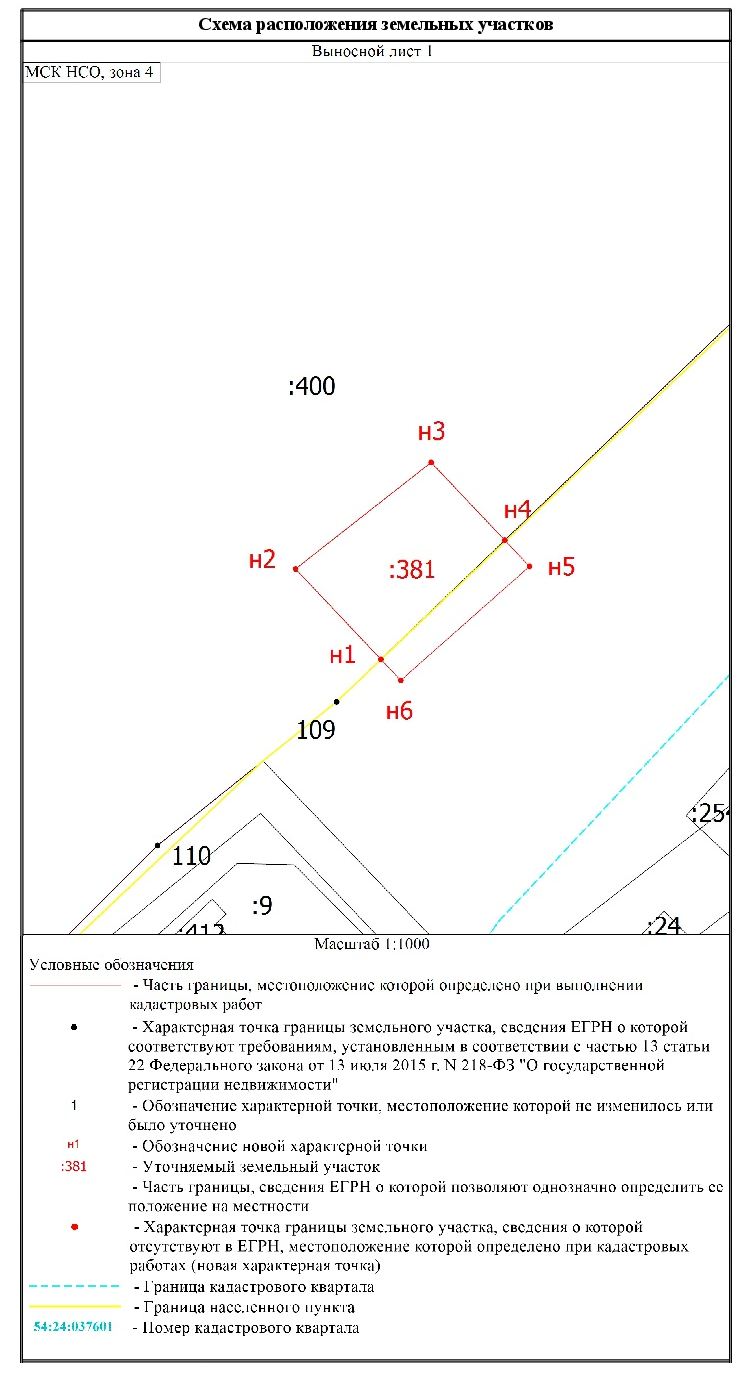 Схема расположения земельных участков
Выносной лист 1
МСК НСО, зона 4
:400
н3
н4
н2
:381
н5
н1
н6
109
110
:254
:9
:412
:24
Масштаб 1:1000
Условные обозначения
- Часть границы, местоположение которой определено при выполнении
кадастровых работ
- Характерная точка границы земельного участка, сведения ЕГРН о которой
соответствуют требованиям, установленным в соответствии с частью 13 статьи
22 Федерального закона от 13 июля 2015 г. N 218-ФЗ "О государственной
регистрации недвижимости"
1 - Обозначение характерной точки, местоположение которой не изменилось или
было уточнено
н1 - Обозначение новой характерной точки
:381 - Уточняемый земельный участок
- Часть границы, сведения ЕГРН о которой позволяют однозначно определить ее
положение на местности
- Характерная точка границы земельного участка, сведения о которой
отсутствуют в ЕГРН, местоположение которой определено при кадастровых
работах (новая характерная точка)
- Граница кадастрового квартала
- Граница населенного пункта
54:24:037601 - Номер кадастрового квартала